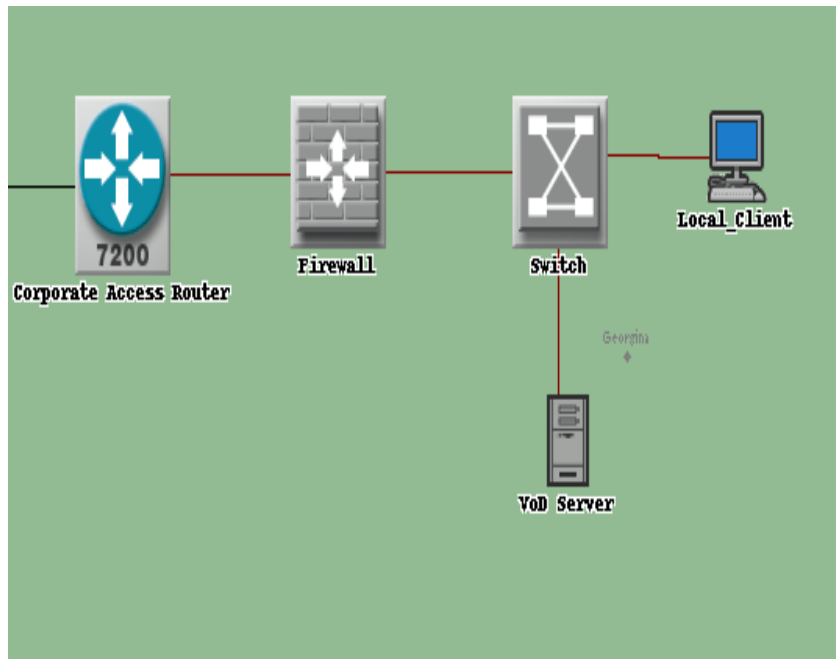 7200
Corporate Access Router
Firewall
Switch
Local_Client
Georgina
VoD Server